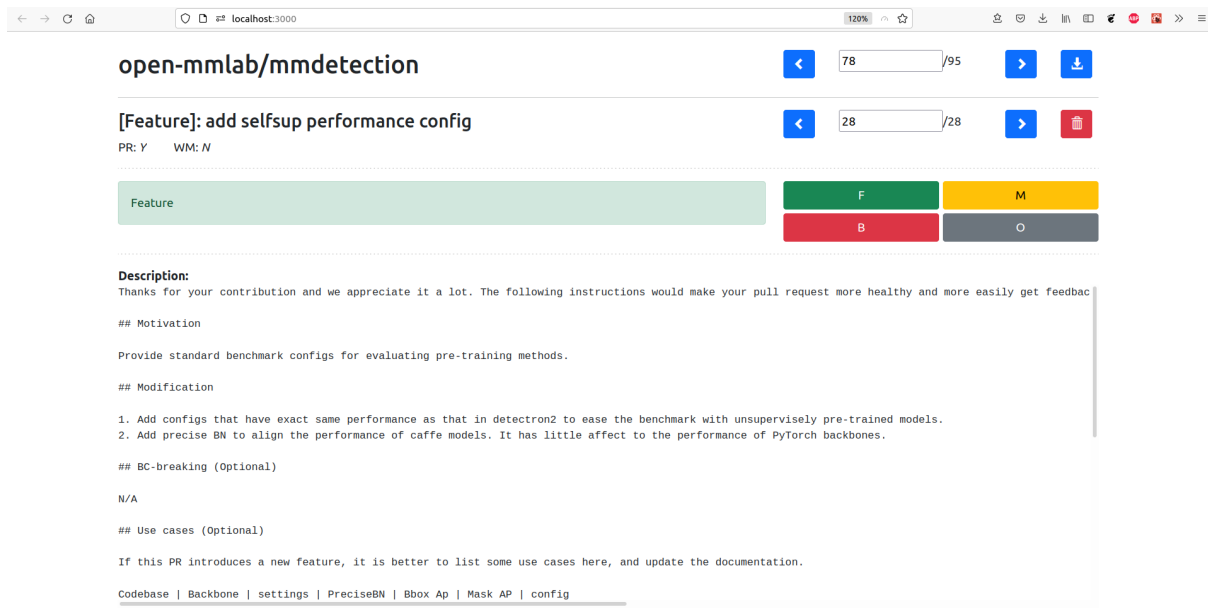 localhost:3000
120%
ABP
open-mmlab/mmdetection
78
/95
[Feature]: add selfsup performance config
28
/28
PR: Y WM: N
Feature
F
M
B
O
Description:
Thanks for your contribution and we appreciate it a lot. The following instructions would make your pull request more healthy and more easily get feedbac
## Motivation
Provide standard benchmark configs for evaluating pre-training methods.
## Modification
1. Add configs that have exact same performance as that in detectron2 to ease the benchmark with unsupervisely pre-trained models.
2. Add precise BN to align the performance of caffe models. It has little affect to the performance of PyTorch backbones.
## BC-breaking (Optional)
N/A
## Use cases (Optional)
If this PR introduces a new feature, it is better to list some use cases here, and update the documentation.
Codebase | Backbone | settings | PreciseBN | Bbox Ap | Mask AP | config